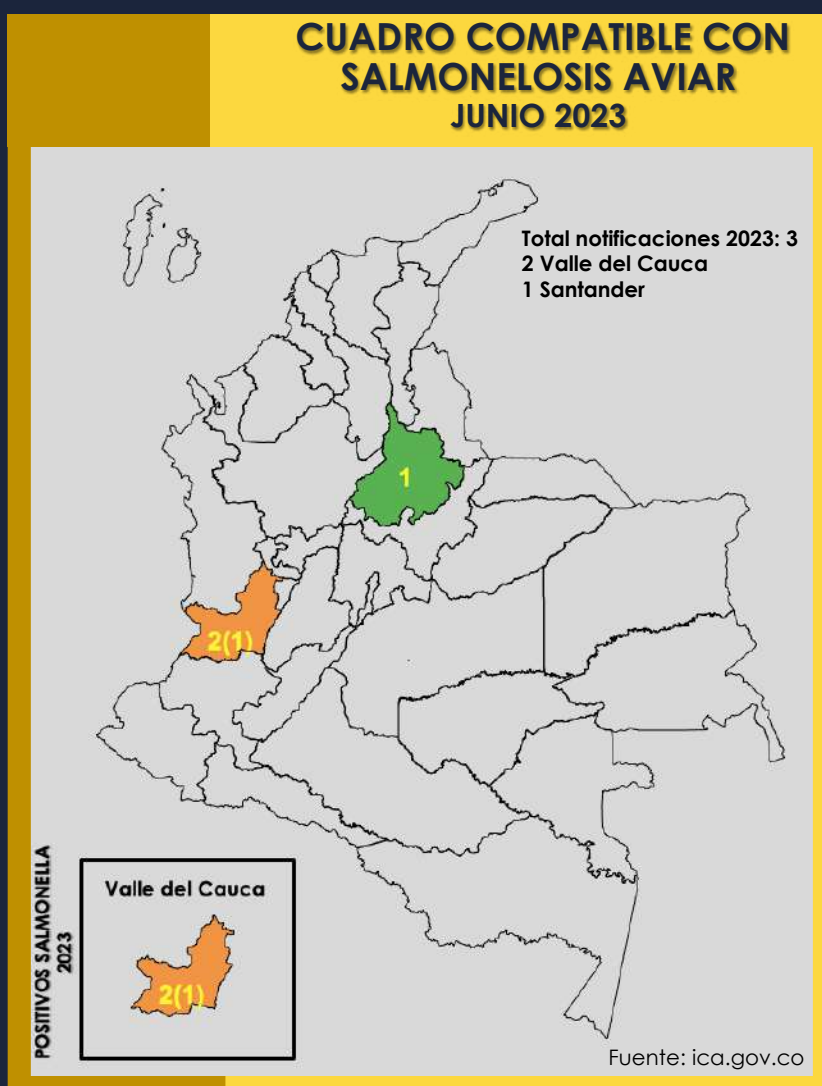 CUADRO COMPATIBLE CON
SALMONELOSIS AVIAR
JUNIO 2023
Total notificaciones 2023: 3
2 Valle del Cauca
1 Santander
1
2(1)
POSITIVOS SALMONELLA
2023
Valle del Cauca
2(1)
Fuente: ica.gov.co